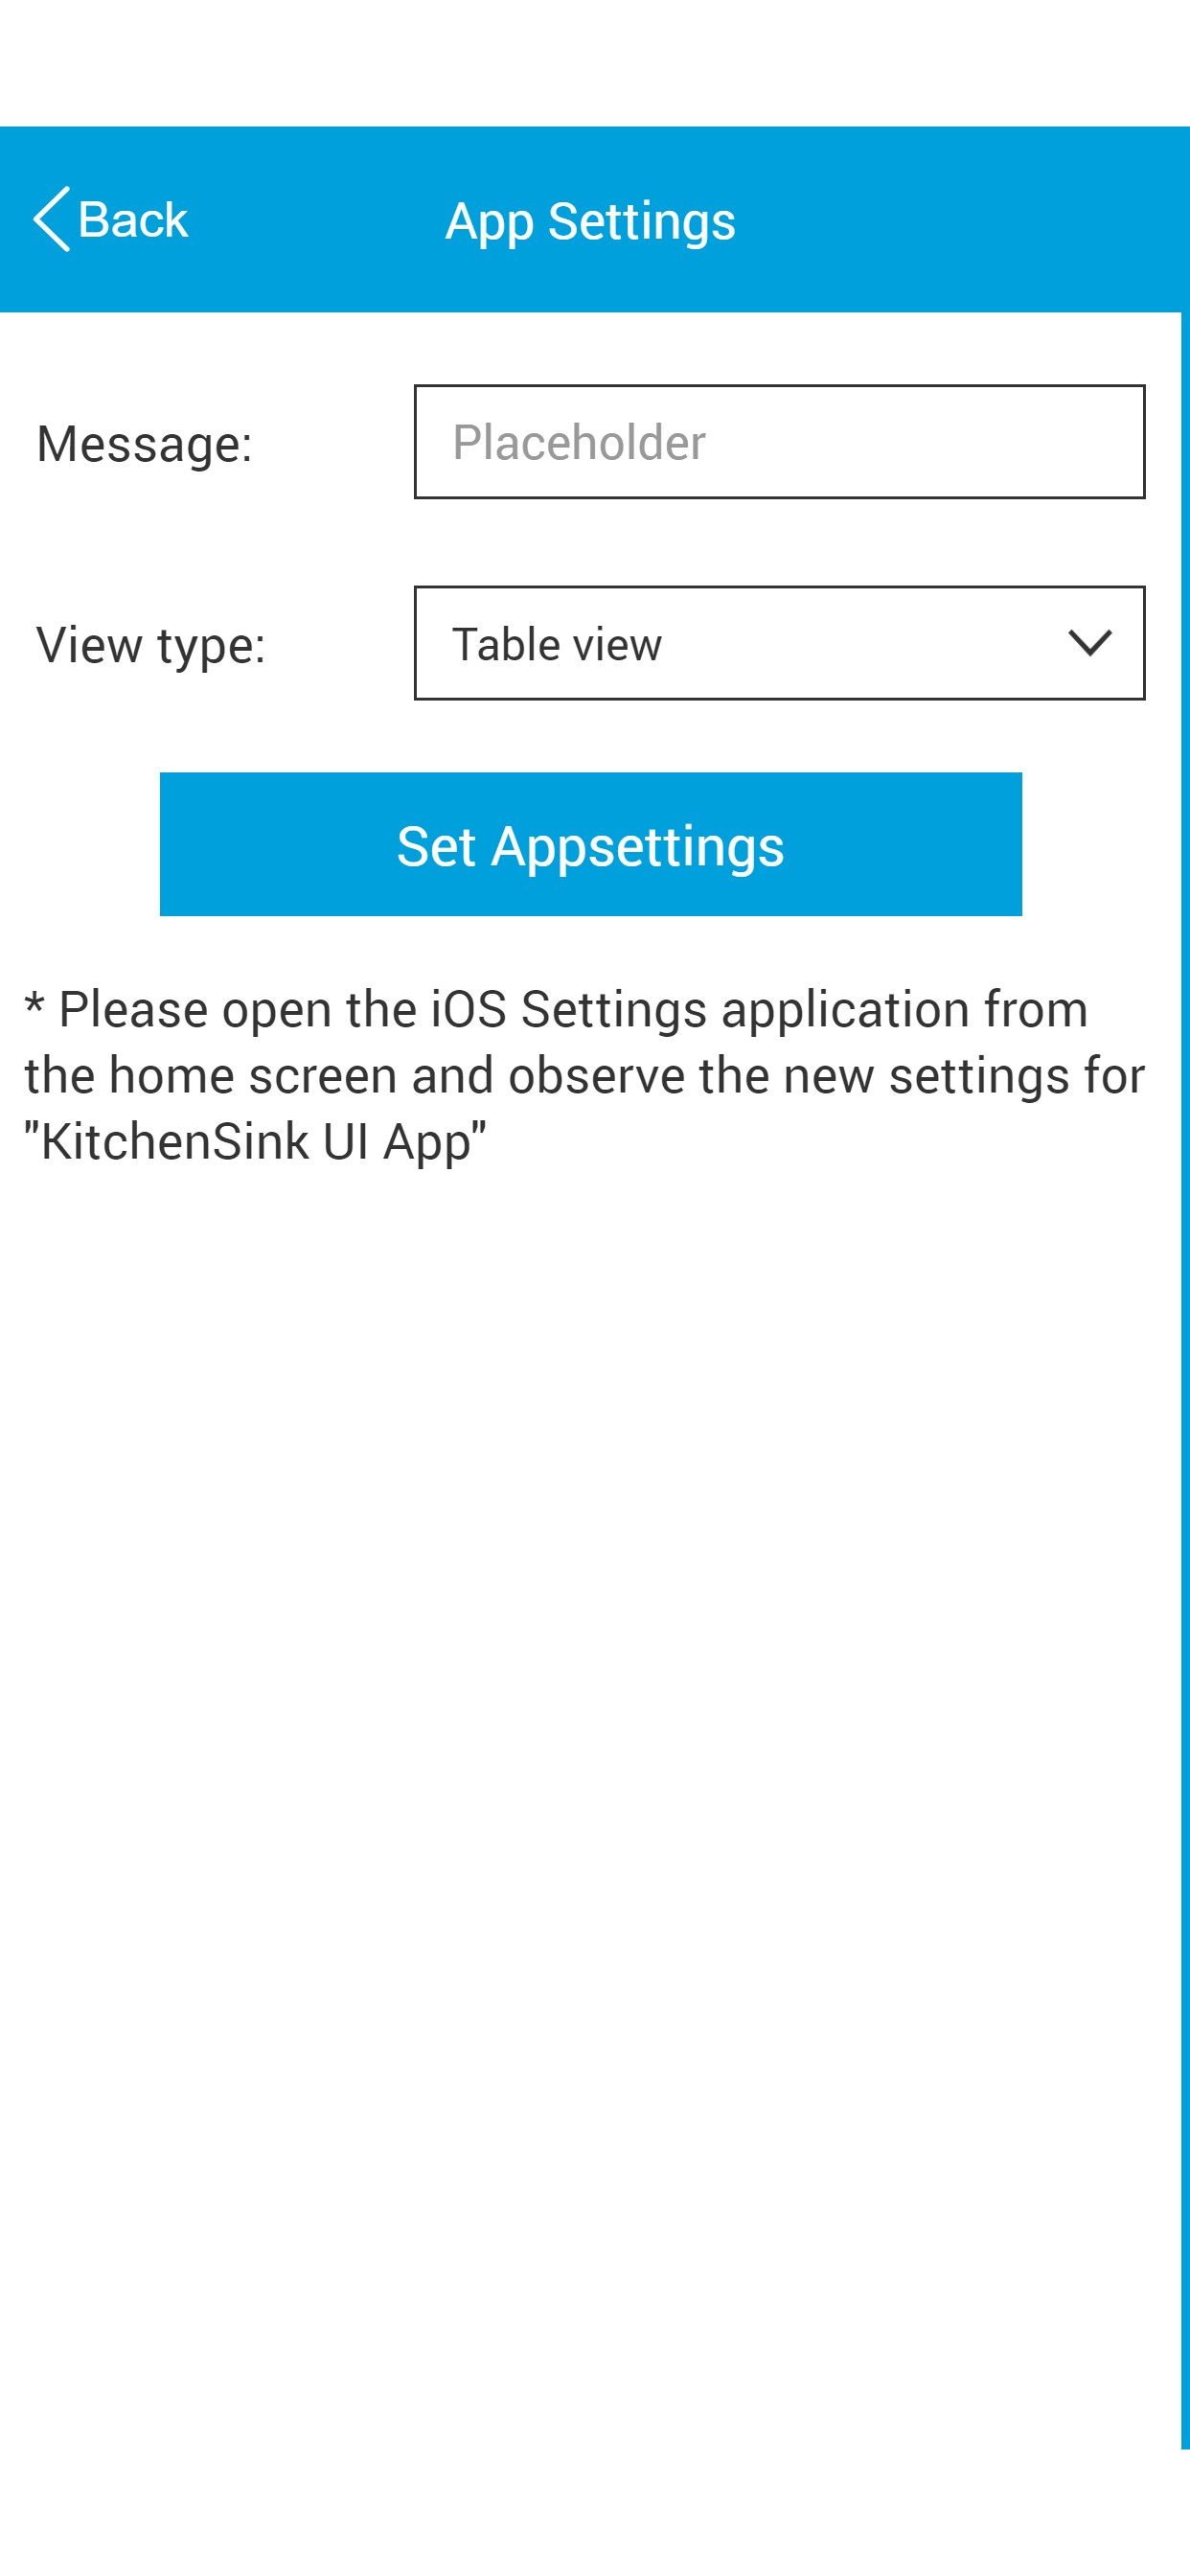 Back
App Settings
Message:
Placeholder
View type:
Table view
Set Appsettings
* Please open the iOS Settings application from
the home screen and observe the new settings for
"KitchenSink UI App"